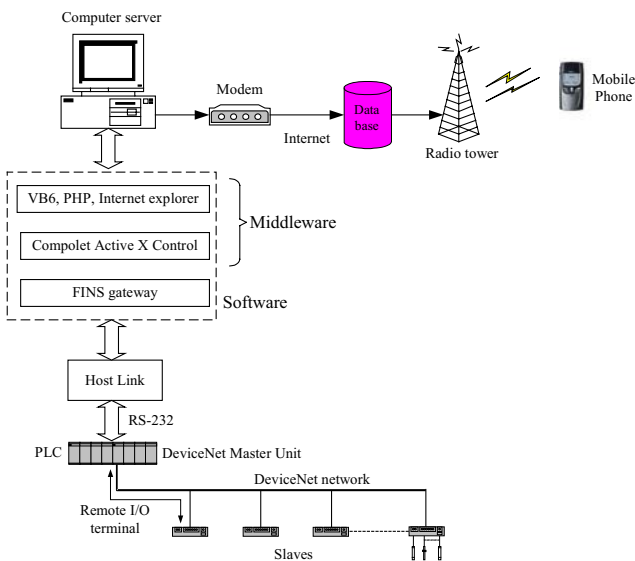 Computer server
Modem
Internet
Data
base
Radio tower
Mobile
Phone
VB6, PHP, Internet explorer
Compolet Active X Control
Middleware
FINS gateway
Software
Host Link
RS-232
PLC
DeviceNet Master Unit
DeviceNet network
Remote I/O
terminal
Slaves